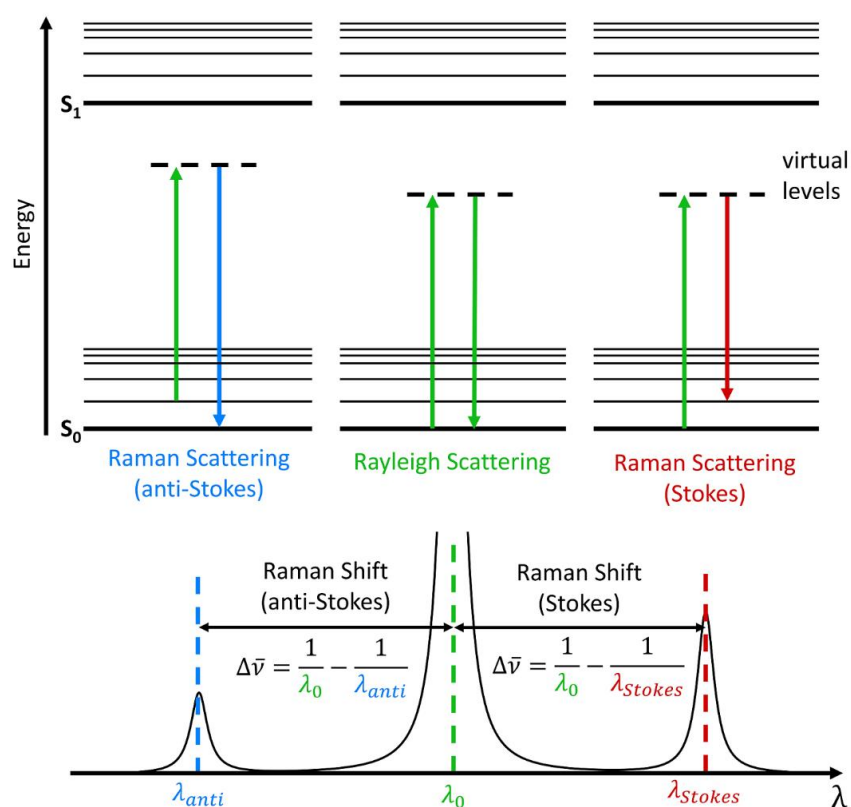 Energy
S₁
S₀
virtual
levels
Raman Scattering
(anti-Stokes)
Rayleigh Scattering
Raman Scattering
(Stokes)
Raman Shift
(anti-Stokes)
Δν̄ = 1/λ₀ − 1/λ_anti
Raman Shift
(Stokes)
Δν̄ = 1/λ₀ − 1/λ_Stokes
λ_anti
λ₀
λ_Stokes
λ